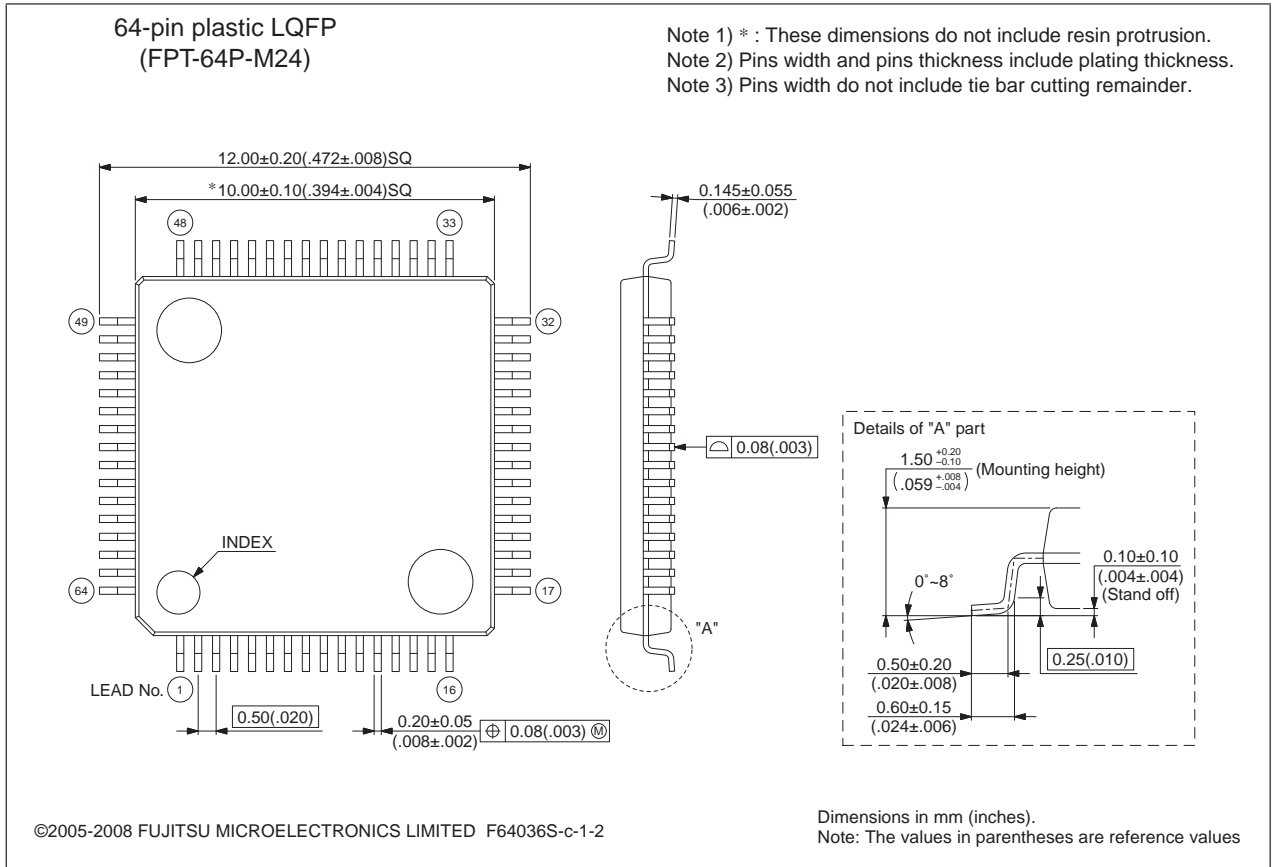 64-pin plastic LQFP
(FPT-64P-M24)
Note 1) * : These dimensions do not include resin protrusion.
Note 2) Pins width and pins thickness include plating thickness.
Note 3) Pins width do not include tie bar cutting remainder.
12.00±0.20(.472±.008)SQ
*10.00±0.10(.394±.004)SQ
0.145±0.055
(.006±.002)
48
33
49
32
0.08(.003)
Details of "A" part
1.50 +0.20 −0.10
(.059 +.008 −.004)
(Mounting height)
INDEX
0.10±0.10
(.004±.004)
(Stand off)
0˚~8˚
64
17
"A"
0.25(.010)
0.50±0.20
(.020±.008)
LEAD No. 1
16
0.60±0.15
(.024±.006)
0.50(.020)
0.20±0.05
(.008±.002)
⌖ 0.08(.003) Ⓜ
©2005-2008 FUJITSU MICROELECTRONICS LIMITED F64036S-c-1-2
Dimensions in mm (inches).
Note: The values in parentheses are reference values